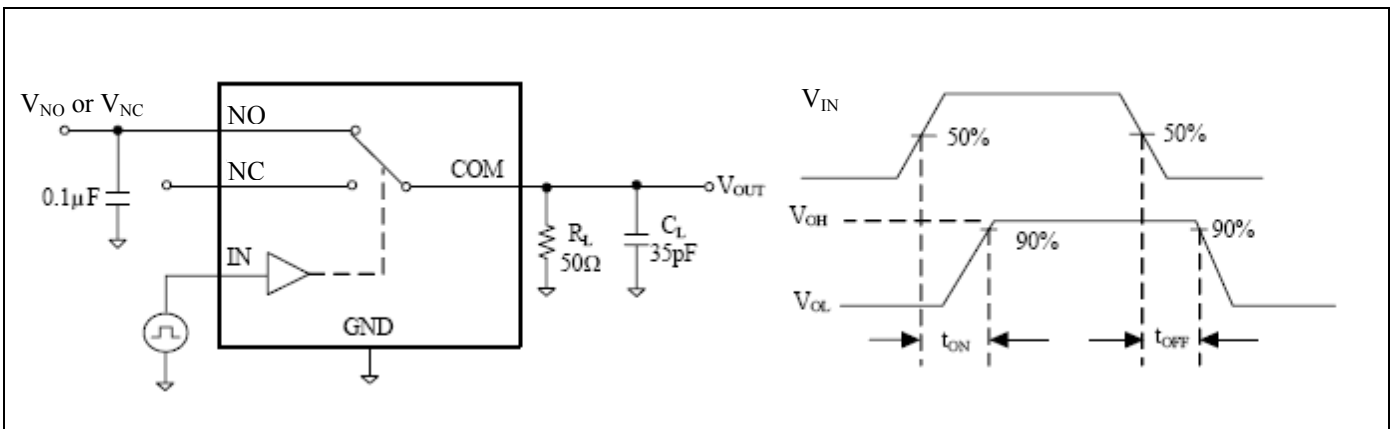 V_NO or V_NC
NO
NC
COM
0.1μF
IN
GND
R_L
50Ω
C_L
35pF
V_OUT
V_IN
50%
50%
V_OH
90%
90%
V_OL
t_ON
t_OFF